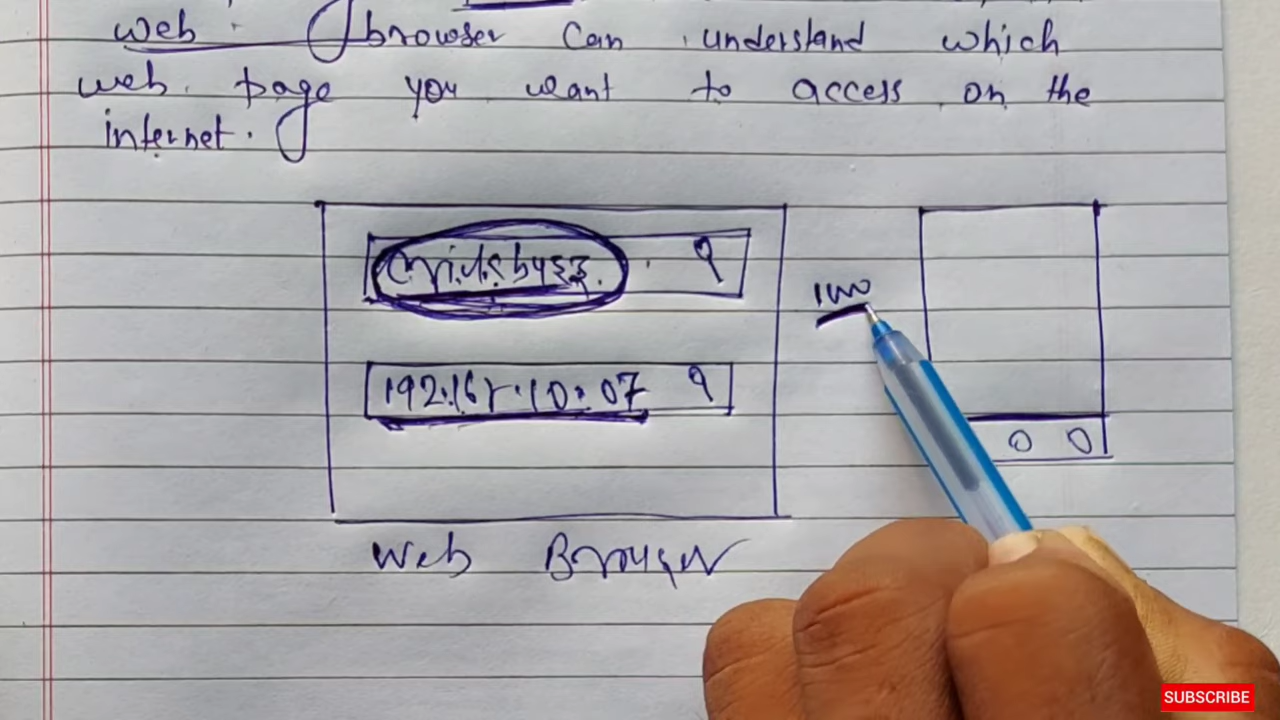 web. browser can understand which
web page you want to access on the
internet.
192.168.10.07
Web Browser
SUBSCRIBE